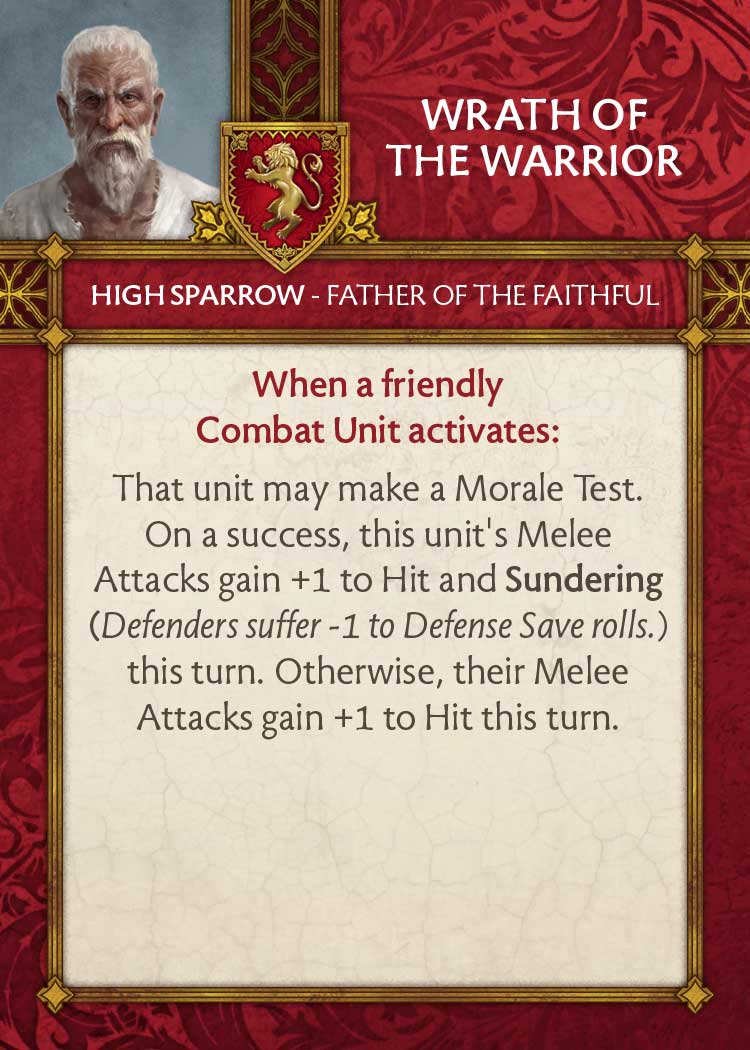 WRATH OF
THE WARRIOR
HIGH SPARROW - FATHER OF THE FAITHFUL
When a friendly
Combat Unit activates:
That unit may make a Morale Test.
On a success, this unit's Melee
Attacks gain +1 to Hit and Sundering
(Defenders suffer -1 to Defense Save rolls.)
this turn. Otherwise, their Melee
Attacks gain +1 to Hit this turn.